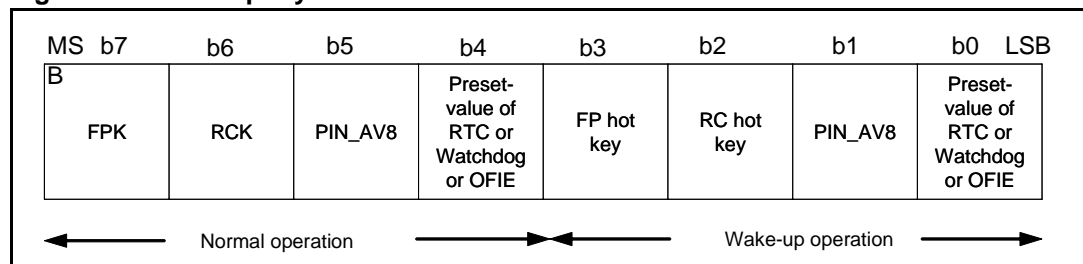 MS b7 b6 b5 b4 b3 b2 b1 b0 LSB
B
FPK
RCK
PIN_AV8
Preset-
value of
RTC or
Watchdog
or OFIE
FP hot
key
RC hot
key
PIN_AV8
Preset-
value of
RTC or
Watchdog
or OFIE
Normal operation Wake-up operation